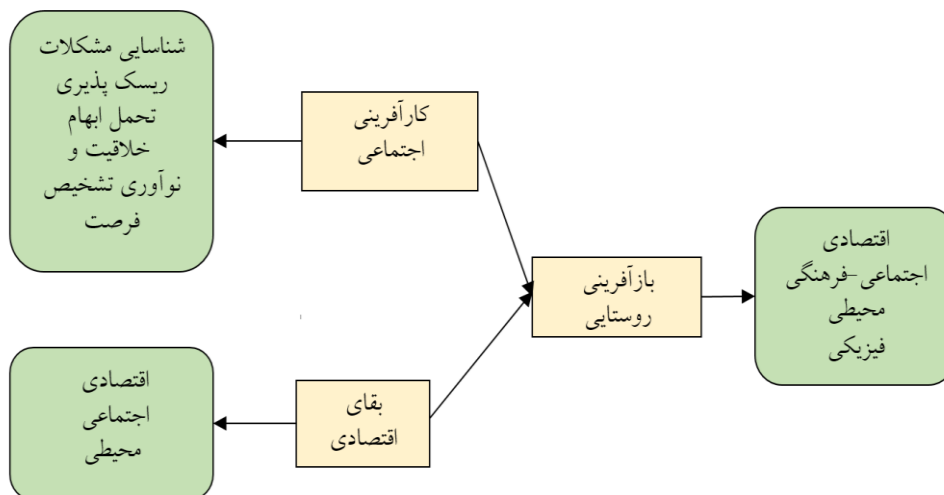 شناسایی مشکلات
ریسک پذیری
تحمل ابهام
خلاقیت و
نوآوری تشخیص
فرصت
کارآفرینی
اجتماعی
بازآفرینی
روستایی
اقتصادی
اجتماعی-فرهنگی
محیطی
فیزیکی
بقای
اقتصادی
اقتصادی
اجتماعی
محیطی